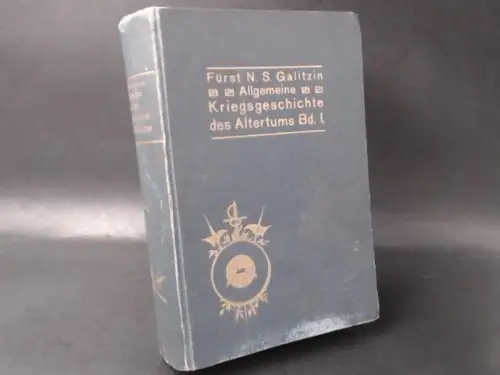 Fürst N. S. Galitzin
Allgemeine
Kriegsgeschichte
des Altertums Bd. I.